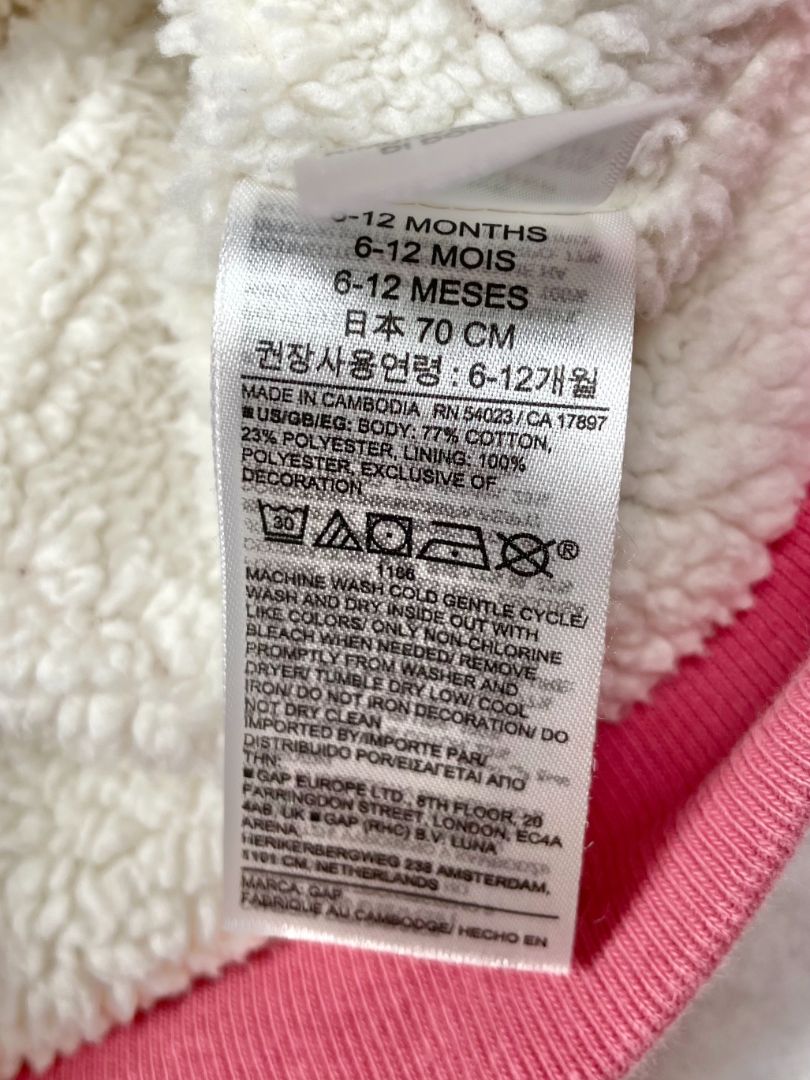 6-12 MONTHS
6-12 MOIS
6-12 MESES
日本 70 CM
권장사용연령 : 6-12개월
MADE IN CAMBODIA RN 54023 / CA 17897
■ US/GB/EG: BODY: 77% COTTON,
23% POLYESTER, LINING: 100%
POLYESTER, EXCLUSIVE OF
DECORATION
30
®
1186
MACHINE WASH COLD GENTLE CYCLE/
WASH AND DRY INSIDE OUT WITH
LIKE COLORS/ ONLY NON-CHLORINE
BLEACH WHEN NEEDED/ REMOVE
PROMPTLY FROM WASHER AND
DRYER/ TUMBLE DRY LOW/ COOL
IRON/ DO NOT IRON DECORATION/ DO
NOT DRY CLEAN
IMPORTED BY/IMPORTE PAR/
DISTRIBUIDO POR/ΕΙΣΑΓΕΤΑΙ ΑΠΟ
THN:
■ GAP EUROPE LTD., 8TH FLOOR, 20
FARRINGDON STREET, LONDON, EC4A
4AB, UK ■ GAP (RHC) B.V. LUNA
ARENA,
HERIKERBERGWEG 238 AMSTERDAM,
1101 CM, NETHERLANDS
MARCA: GAP
FABRIQUE AU CAMBODGE/ HECHO EN